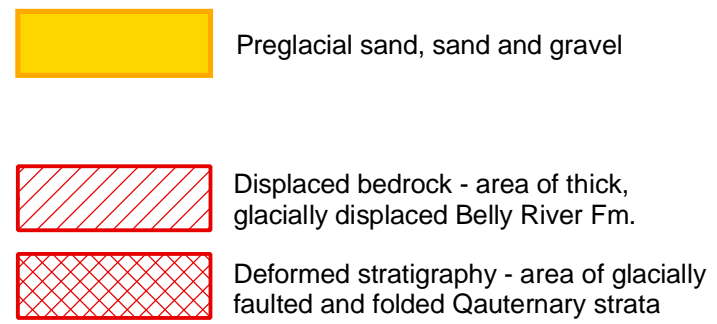 Preglacial sand, sand and gravel
Displaced bedrock - area of thick,
glacially displaced Belly River Fm.
Deformed stratigraphy - area of glacially
faulted and folded Qauternary strata